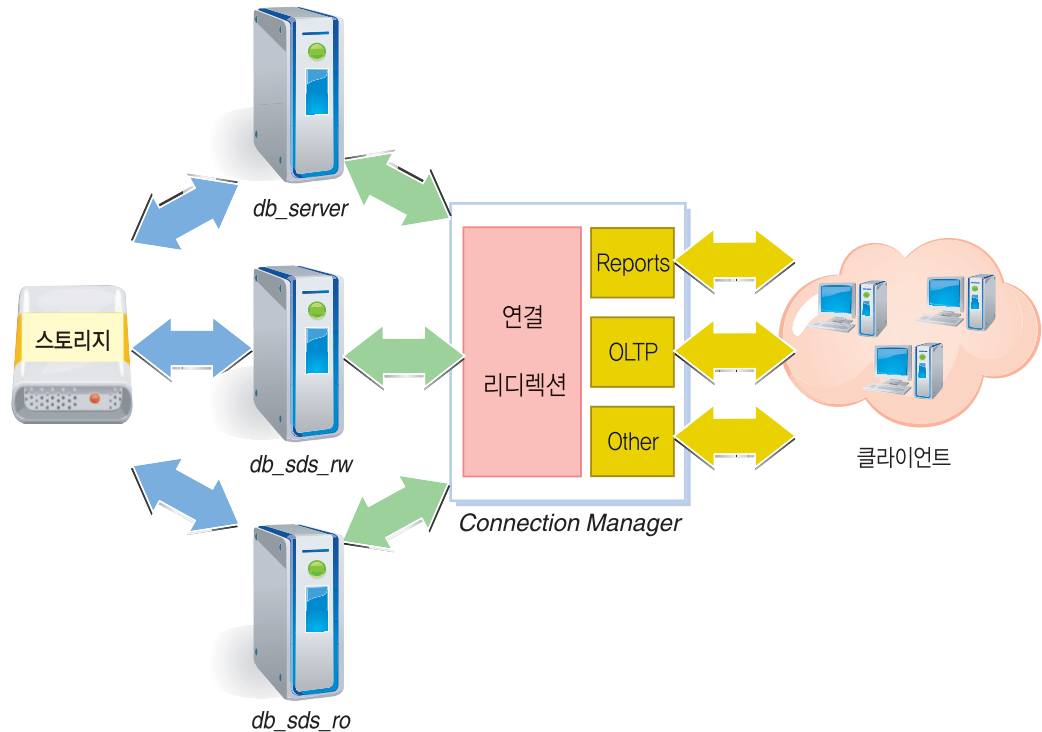 db_server
스토리지
db_sds_rw
db_sds_ro
연결
리디렉션
Reports
OLTP
Other
Connection Manager
클라이언트